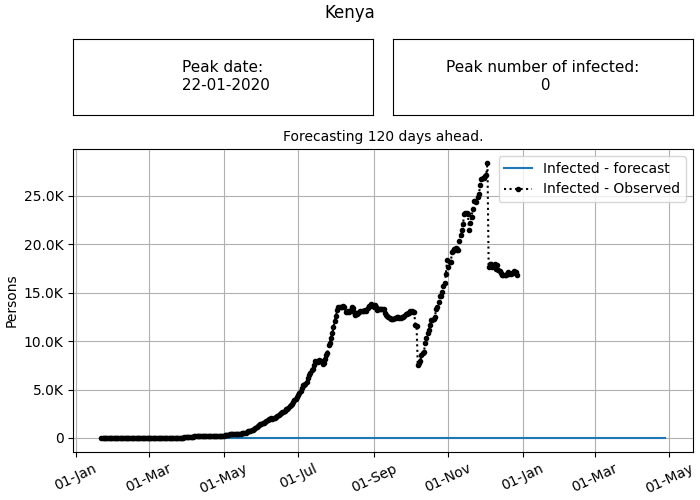 Kenya
Peak date:
22-01-2020
Peak number of infected:
0
Forecasting 120 days ahead.
Infected - forecast
Infected - Observed
Persons
25.0K
20.0K
15.0K
10.0K
5.0K
0
01-Jan
01-Mar
01-May
01-Jul
01-Sep
01-Nov
01-Jan
01-Mar
01-May